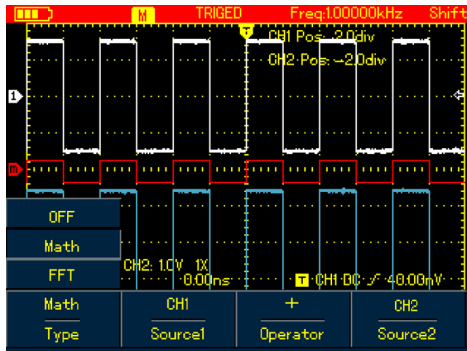 M TRIGED Freq:1.00000kHz Shift
T
CH1 Pos: 2.0div
CH2 Pos: -2.0div
1
m
OFF
Math
FFT
CH2: 1.0 V 1X
0.00ns
T CH1 DC 40.00mV
Math CH1 + CH2
Type Source1 Operator Source2